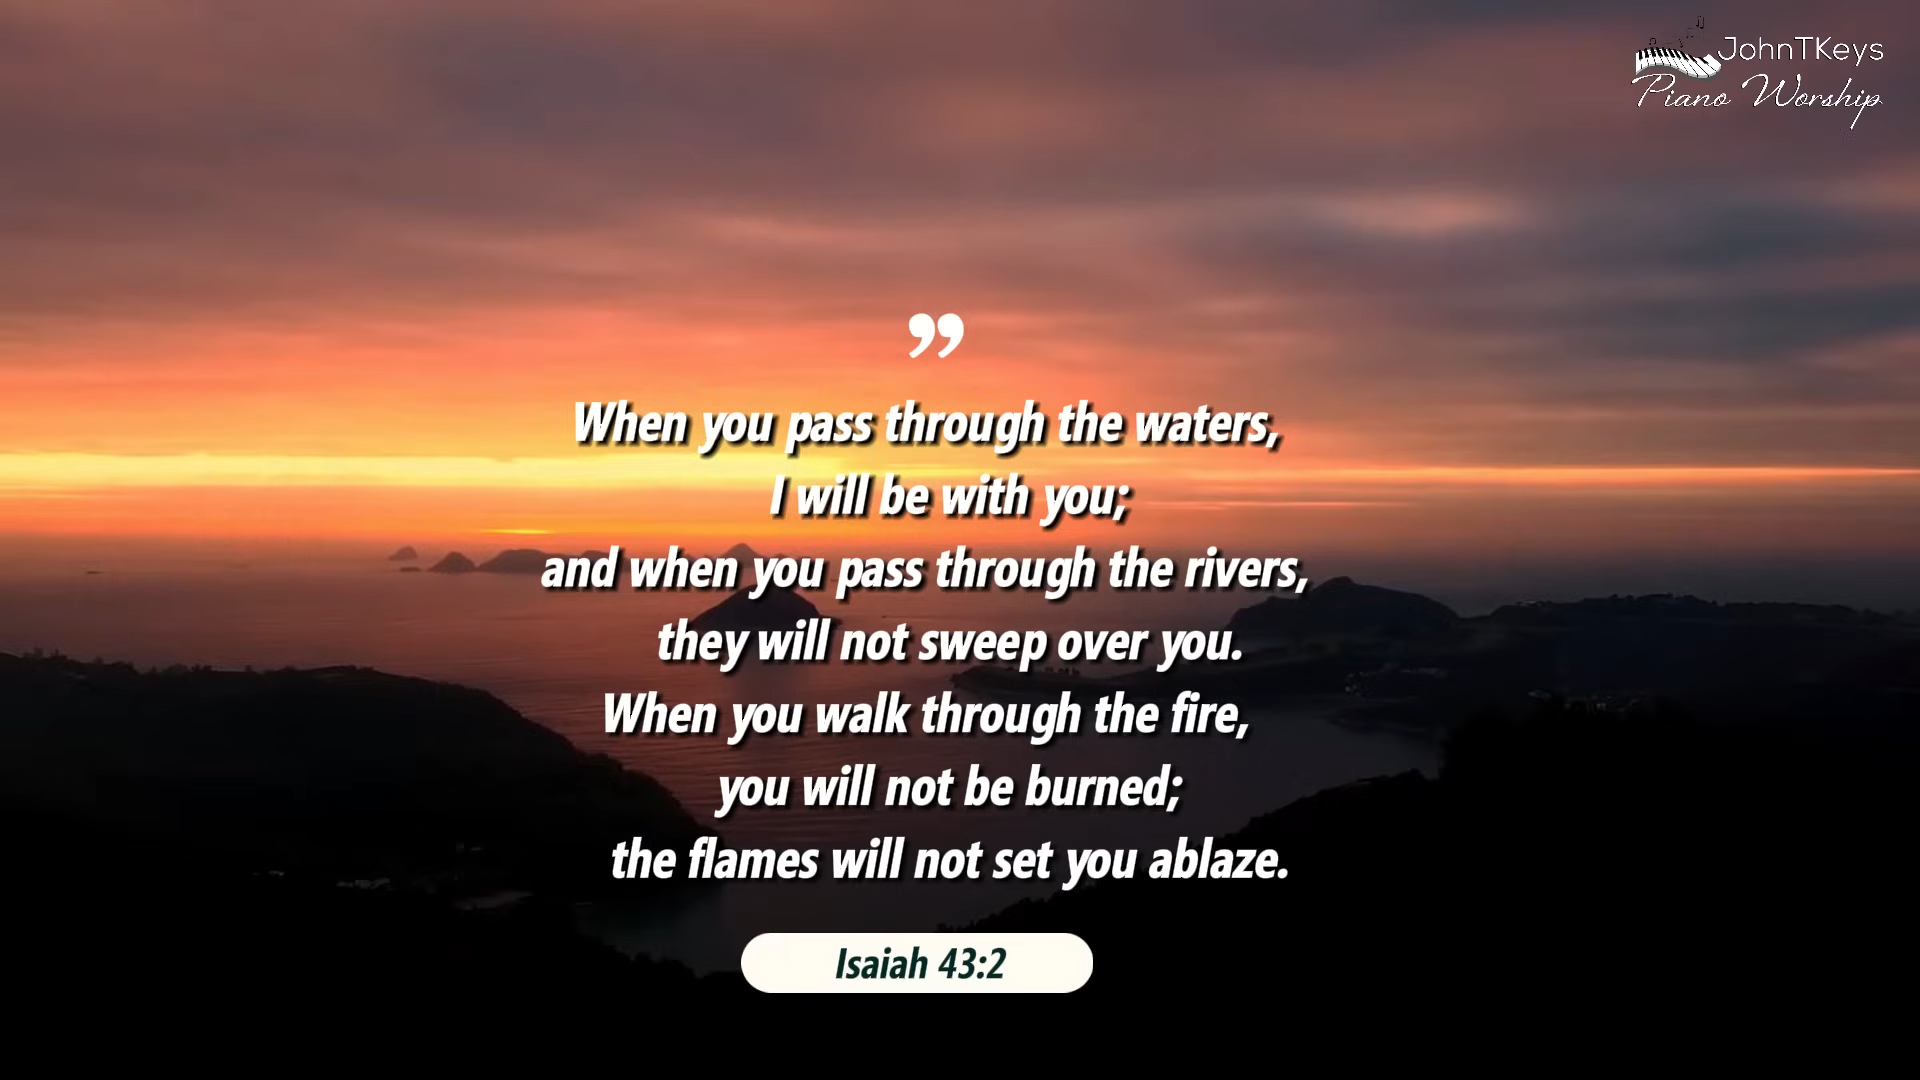 JohnTKeys
Piano Worship
”
When you pass through the waters,
I will be with you;
and when you pass through the rivers,
they will not sweep over you.
When you walk through the fire,
you will not be burned;
the flames will not set you ablaze.
Isaiah 43:2